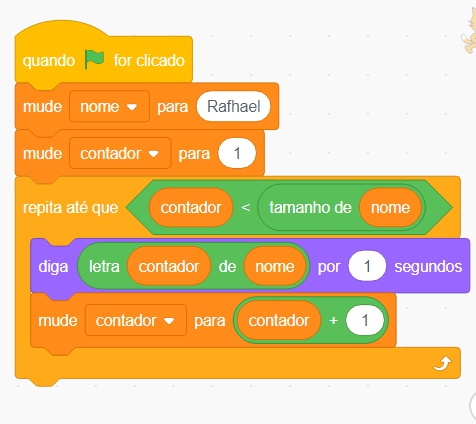 quando for clicado
mude nome para Rafhael
mude contador para 1
repita até que contador < tamanho de nome
diga letra contador de nome por 1 segundos
mude contador para contador + 1